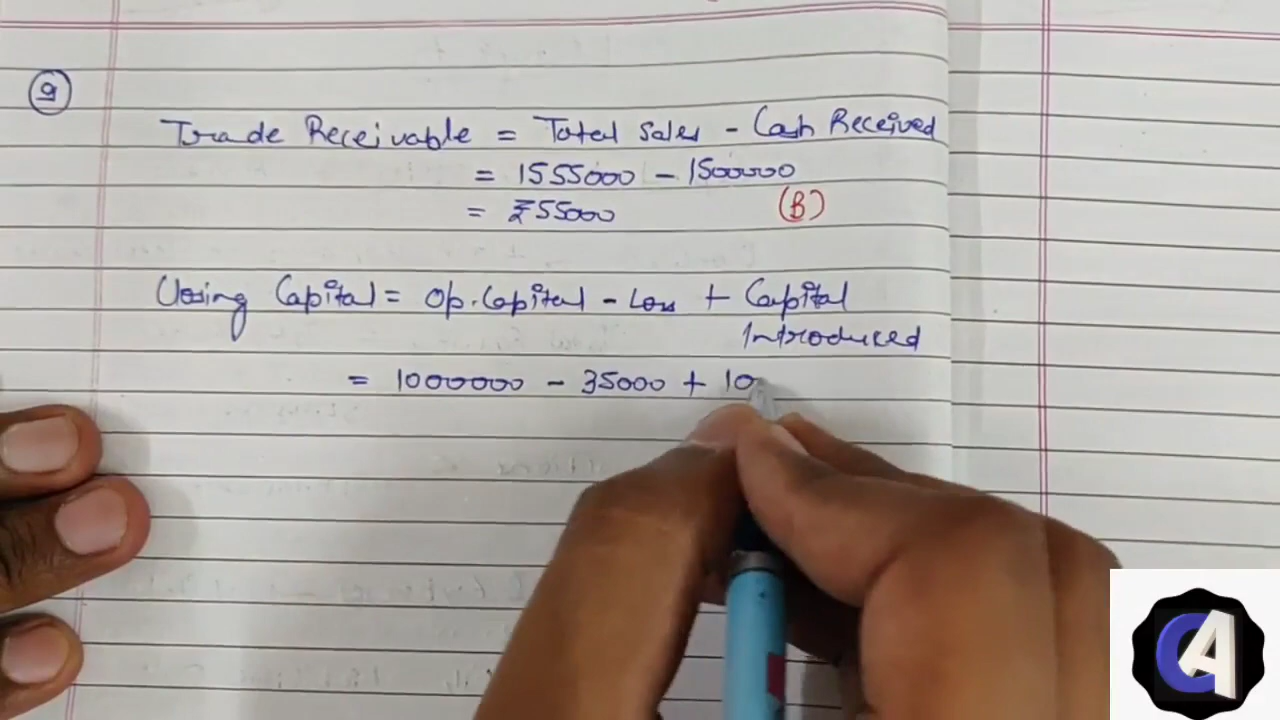 9
Trade Receivable = Total Sales - Cash Received
= 1555000 - 1500000
= ₹55000 (B)
Closing Capital = Op. Capital - Loss + Capital
Introduced
= 1000000 - 35000 + 10
CA